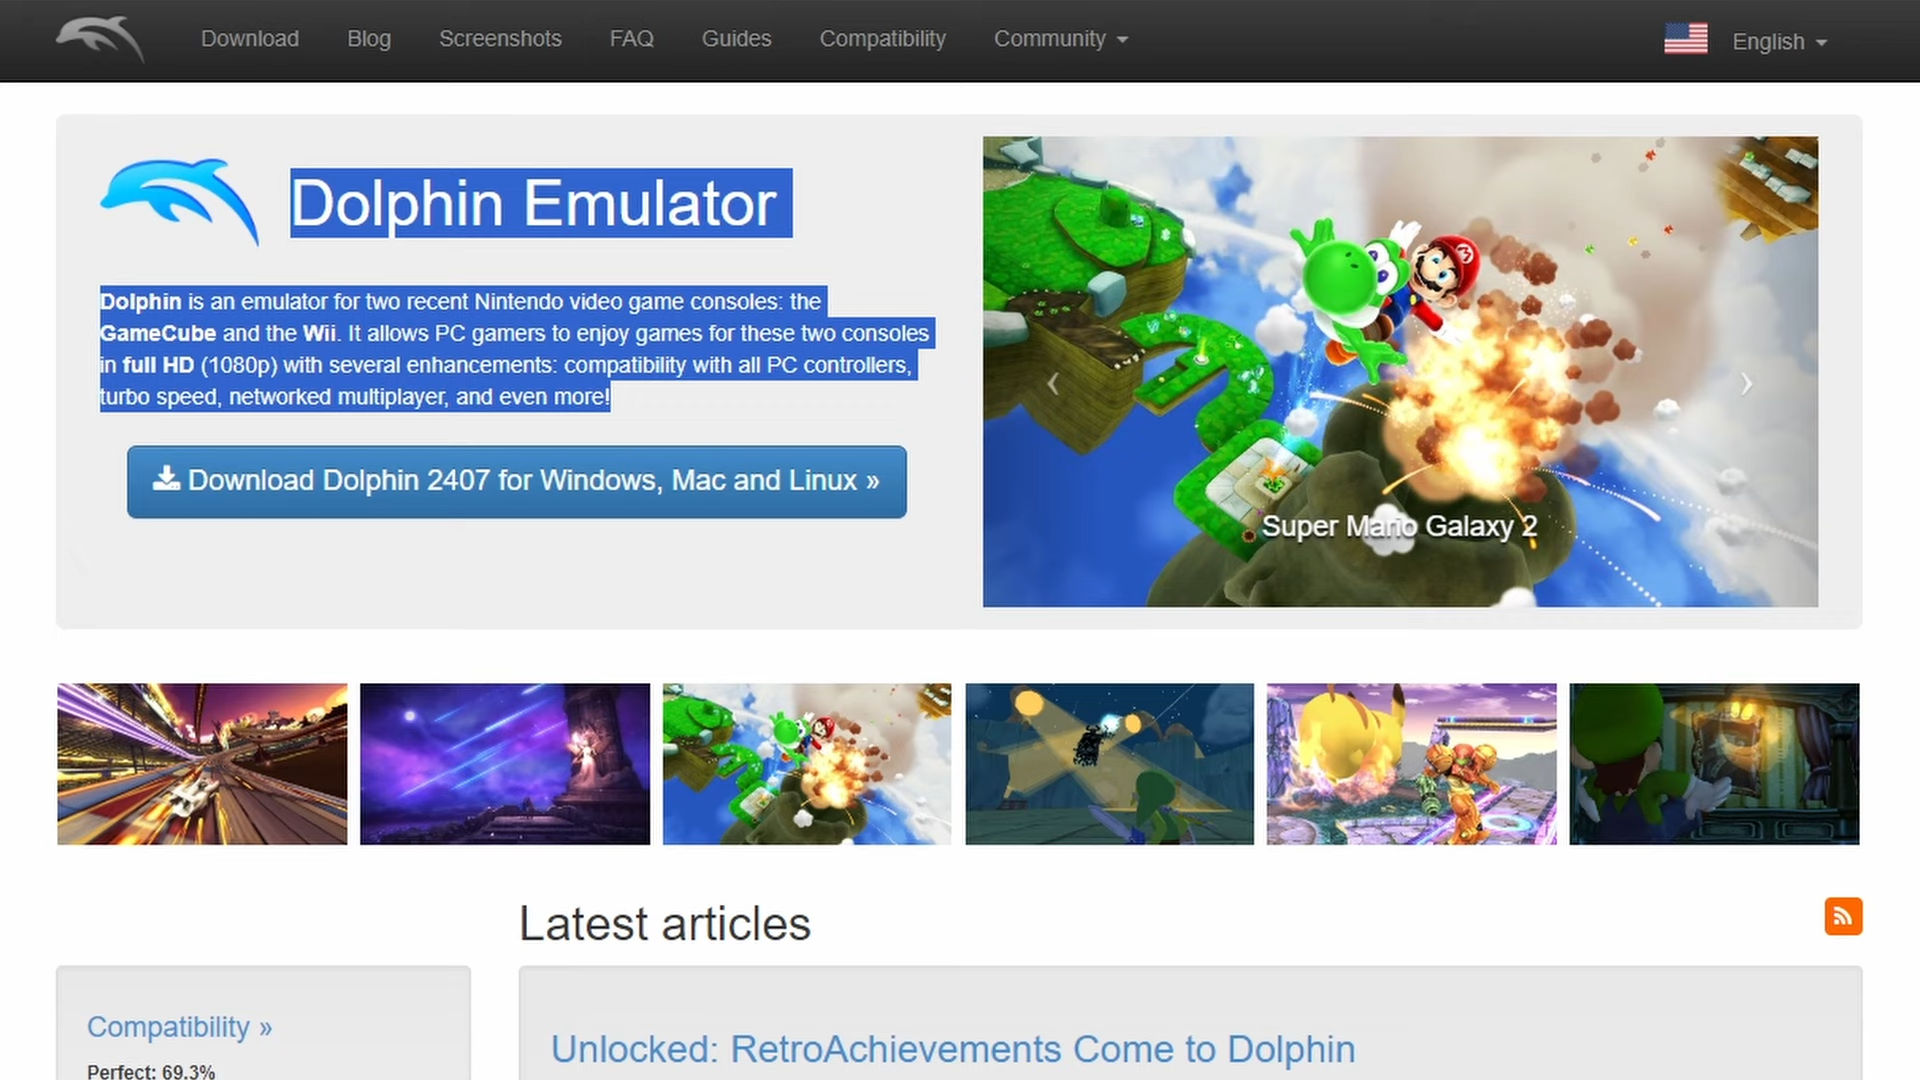 Download Blog Screenshots FAQ Guides Compatibility Community English
Dolphin Emulator
Dolphin is an emulator for two recent Nintendo video game consoles: the
GameCube and the Wii. It allows PC gamers to enjoy games for these two consoles
in full HD (1080p) with several enhancements: compatibility with all PC controllers,
turbo speed, networked multiplayer, and even more!
Download Dolphin 2407 for Windows, Mac and Linux »
Super Mario Galaxy 2
Latest articles
Compatibility »
Perfect: 69.3%
Unlocked: RetroAchievements Come to Dolphin